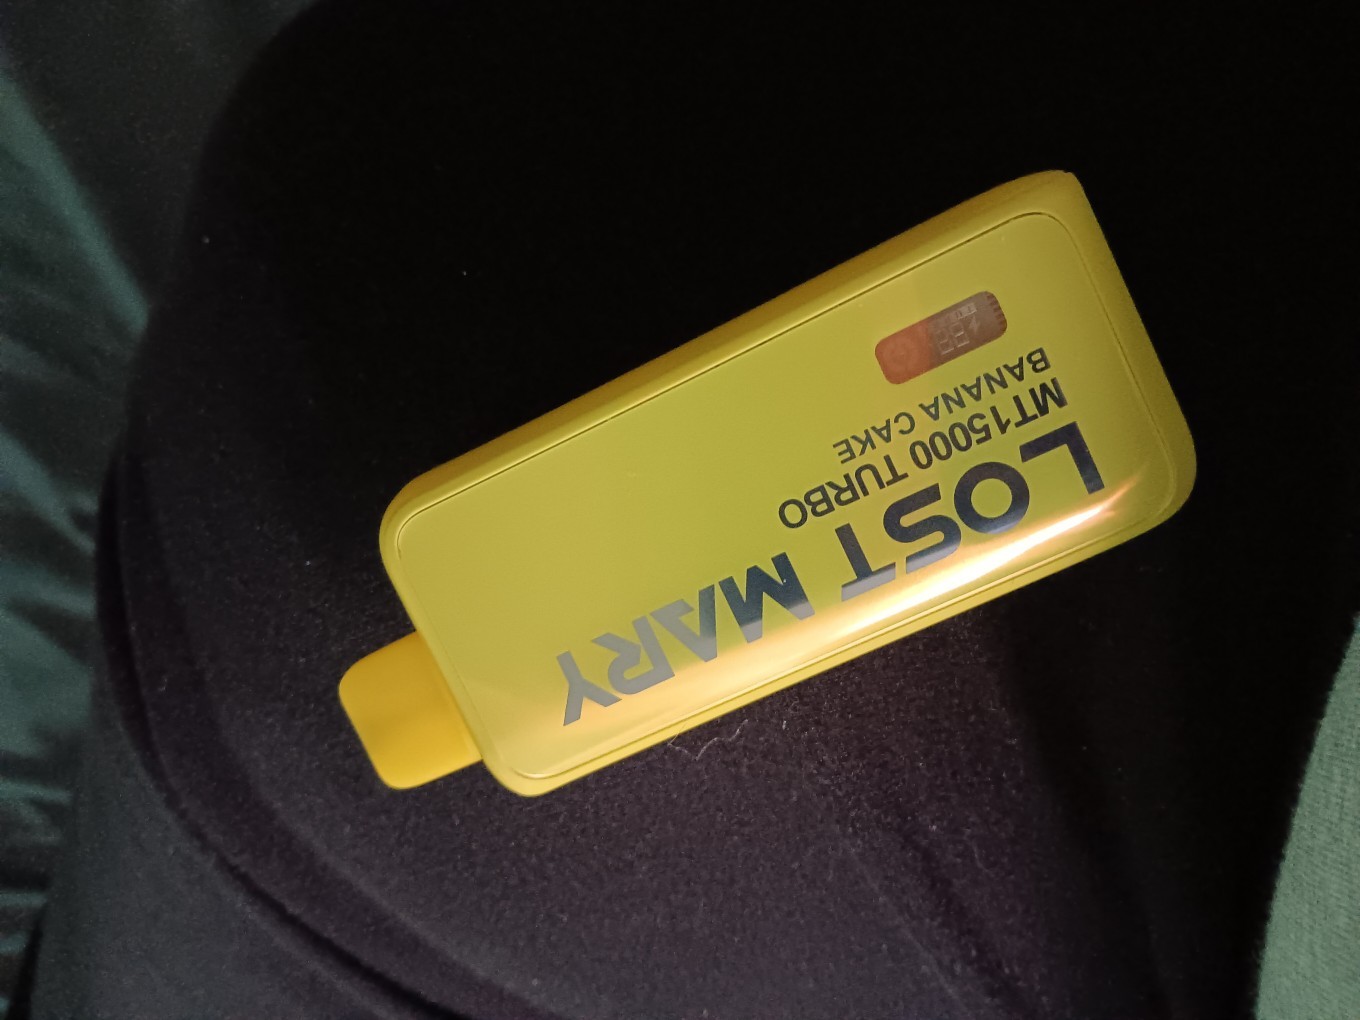 LOST MARY
MT15000 TURBO
BANANA CAKE